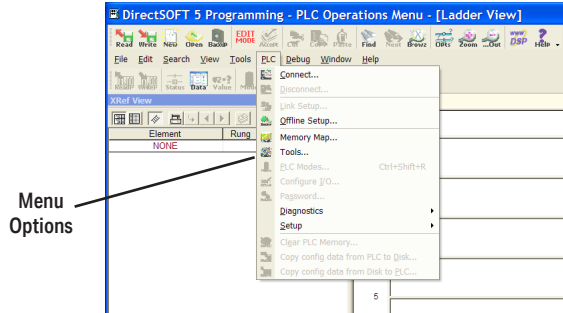 DirectSOFT 5 Programming - PLC Operations Menu - [Ladder View]
Read Write New Open Backup EDIT MODE Accept Cut Copy Paste Find Next Browz Opts Zoom ...Out DSP Help
File Edit Search View Tools PLC Debug Window Help
Read Write Status Data Value
XRef View
Element Rung
NONE
Connect...
Disconnect...
Link Setup...
Offline Setup...
Memory Map...
Tools...
PLC Modes... Ctrl+Shift+R
Configure I/O...
Password...
Diagnostics
Setup
Clear PLC Memory...
Copy config data from PLC to Disk...
Copy config data from Disk to PLC...
Menu
Options
5